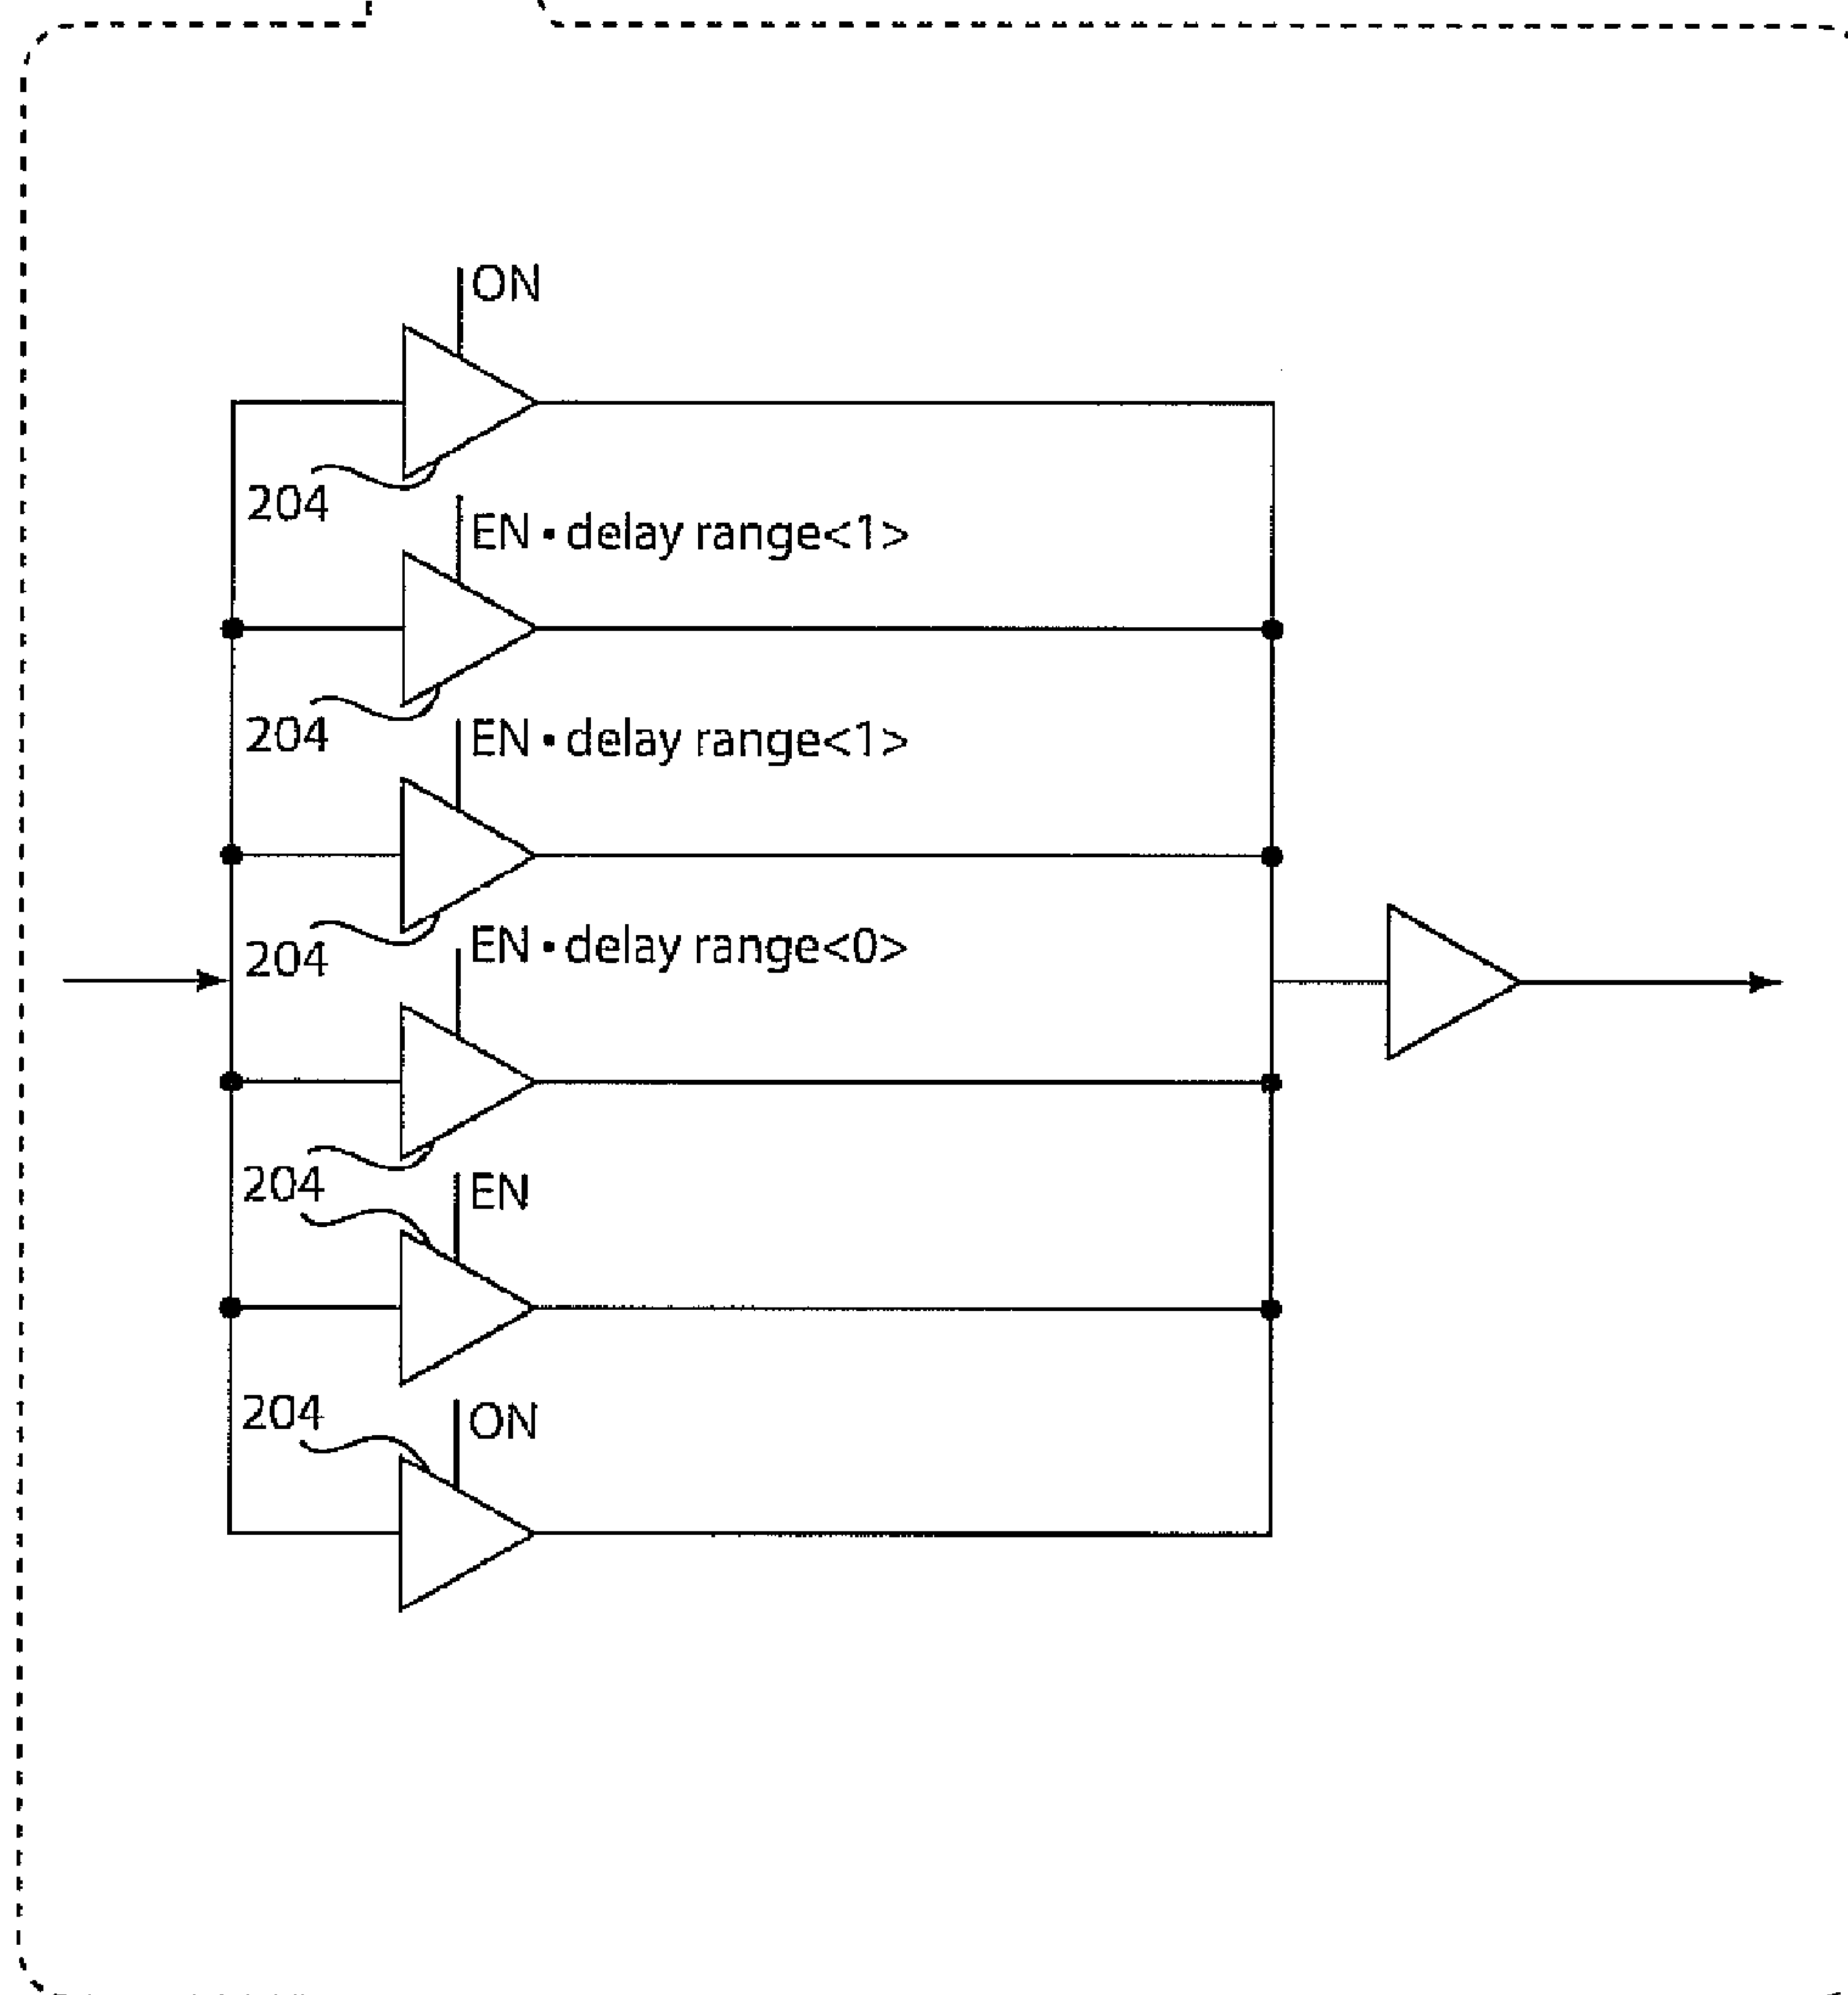 ON
204
EN • delay range<1>
204
EN • delay range<1>
204
EN • delay range<0>
204
EN
204
ON